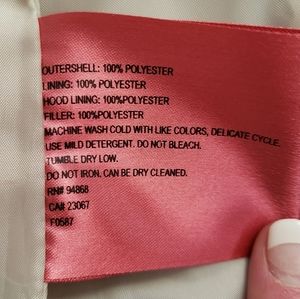 OUTERSHELL: 100% POLYESTER
LINING: 100% POLYESTER
HOOD LINING: 100%POLYESTER
FILLER: 100%POLYESTER
MACHINE WASH COLD WITH LIKE COLORS, DELICATE CYCLE.
USE MILD DETERGENT. DO NOT BLEACH.
TUMBLE DRY LOW.
DO NOT IRON. CAN BE DRY CLEANED.
RN# 94868
CA# 23067
F0587